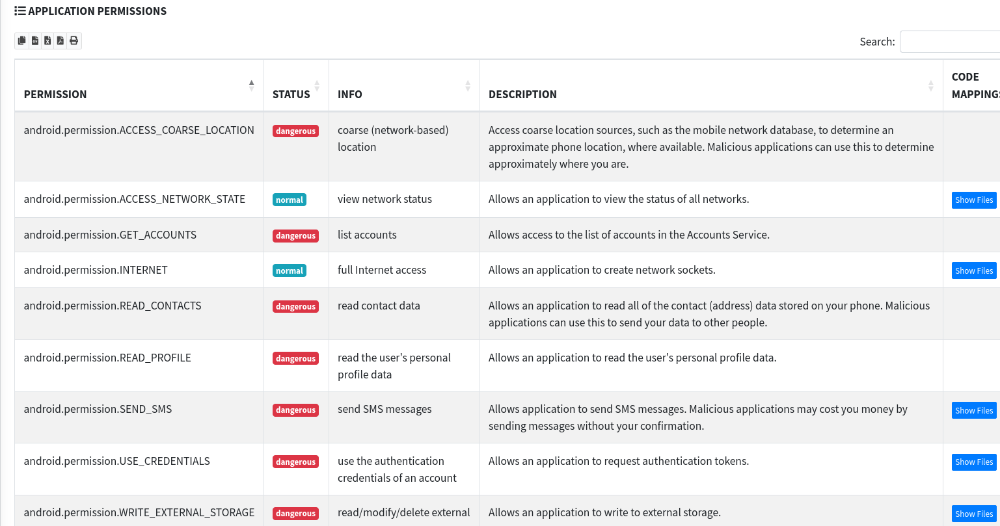 APPLICATION PERMISSIONS
Search:
PERMISSION
STATUS
INFO
DESCRIPTION
CODE
MAPPINGS
android.permission.ACCESS_COARSE_LOCATION
dangerous
coarse (network-based)
location
Access coarse location sources, such as the mobile network database, to determine an
approximate phone location, where available. Malicious applications can use this to determine
approximately where you are.
android.permission.ACCESS_NETWORK_STATE
normal
view network status
Allows an application to view the status of all networks.
Show Files
android.permission.GET_ACCOUNTS
dangerous
list accounts
Allows access to the list of accounts in the Accounts Service.
android.permission.INTERNET
normal
full Internet access
Allows an application to create network sockets.
Show Files
android.permission.READ_CONTACTS
dangerous
read contact data
Allows an application to read all of the contact (address) data stored on your phone. Malicious
applications can use this to send your data to other people.
android.permission.READ_PROFILE
dangerous
read the user's personal
profile data
Allows an application to read the user's personal profile data.
android.permission.SEND_SMS
dangerous
send SMS messages
Allows application to send SMS messages. Malicious applications may cost you money by
sending messages without your confirmation.
Show Files
android.permission.USE_CREDENTIALS
dangerous
use the authentication
credentials of an account
Allows an application to request authentication tokens.
Show Files
android.permission.WRITE_EXTERNAL_STORAGE
dangerous
read/modify/delete external
Allows an application to write to external storage.
Show Files